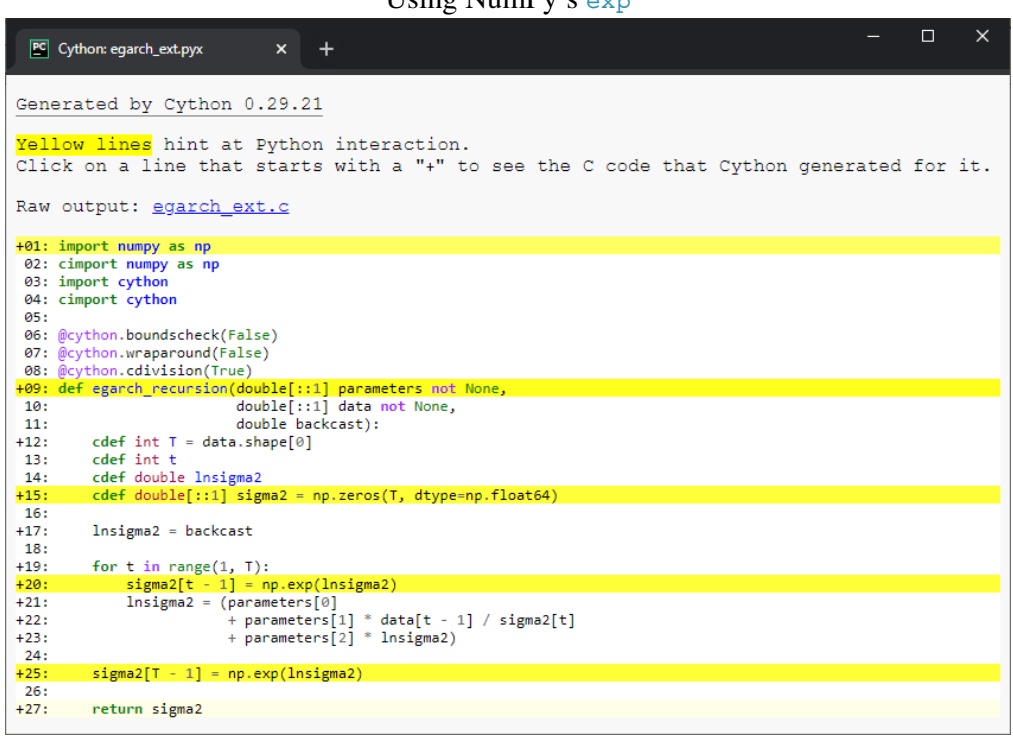 Using NumPy's exp
PC Cython: egarch_ext.pyx × +
Generated by Cython 0.29.21
Yellow lines hint at Python interaction.
Click on a line that starts with a "+" to see the C code that Cython generated for it.
Raw output: egarch_ext.c
+01: import numpy as np
 02: cimport numpy as np
 03: import cython
 04: cimport cython
 05:
 06: @cython.boundscheck(False)
 07: @cython.wraparound(False)
 08: @cython.cdivision(True)
+09: def egarch_recursion(double[::1] parameters not None,
 10:                      double[::1] data not None,
 11:                      double backcast):
+12:     cdef int T = data.shape[0]
 13:     cdef int t
 14:     cdef double lnsigma2
+15:     cdef double[::1] sigma2 = np.zeros(T, dtype=np.float64)
 16:
+17:     lnsigma2 = backcast
 18:
+19:     for t in range(1, T):
+20:         sigma2[t - 1] = np.exp(lnsigma2)
+21:         lnsigma2 = (parameters[0]
+22:                     + parameters[1] * data[t - 1] / sigma2[t]
+23:                     + parameters[2] * lnsigma2)
 24:
+25:     sigma2[T - 1] = np.exp(lnsigma2)
 26:
+27:     return sigma2